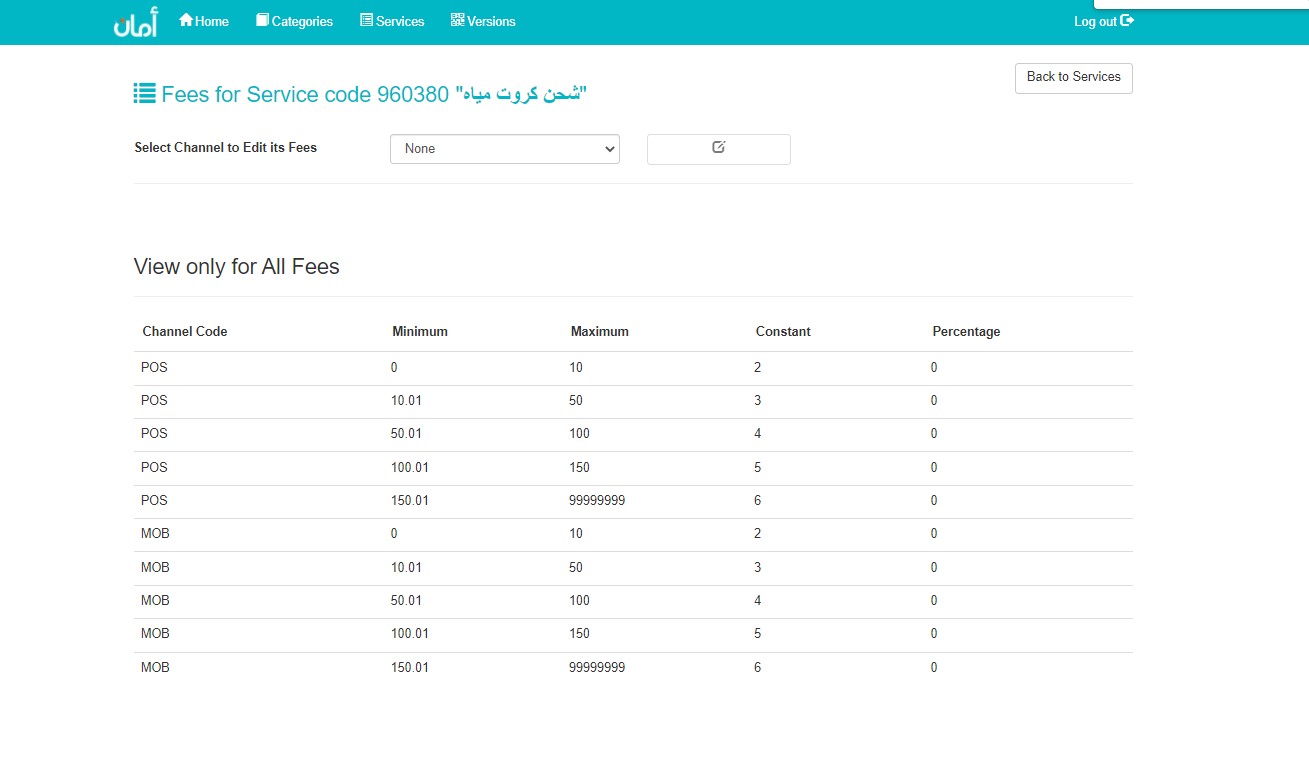 أمان Home Categories Services Versions Log out
Back to Services
Fees for Service code 960380 "شحن كروت مياه"
Select Channel to Edit its Fees None
View only for All Fees
Channel Code Minimum Maximum Constant Percentage
POS 0 10 2 0
POS 10.01 50 3 0
POS 50.01 100 4 0
POS 100.01 150 5 0
POS 150.01 99999999 6 0
MOB 0 10 2 0
MOB 10.01 50 3 0
MOB 50.01 100 4 0
MOB 100.01 150 5 0
MOB 150.01 99999999 6 0